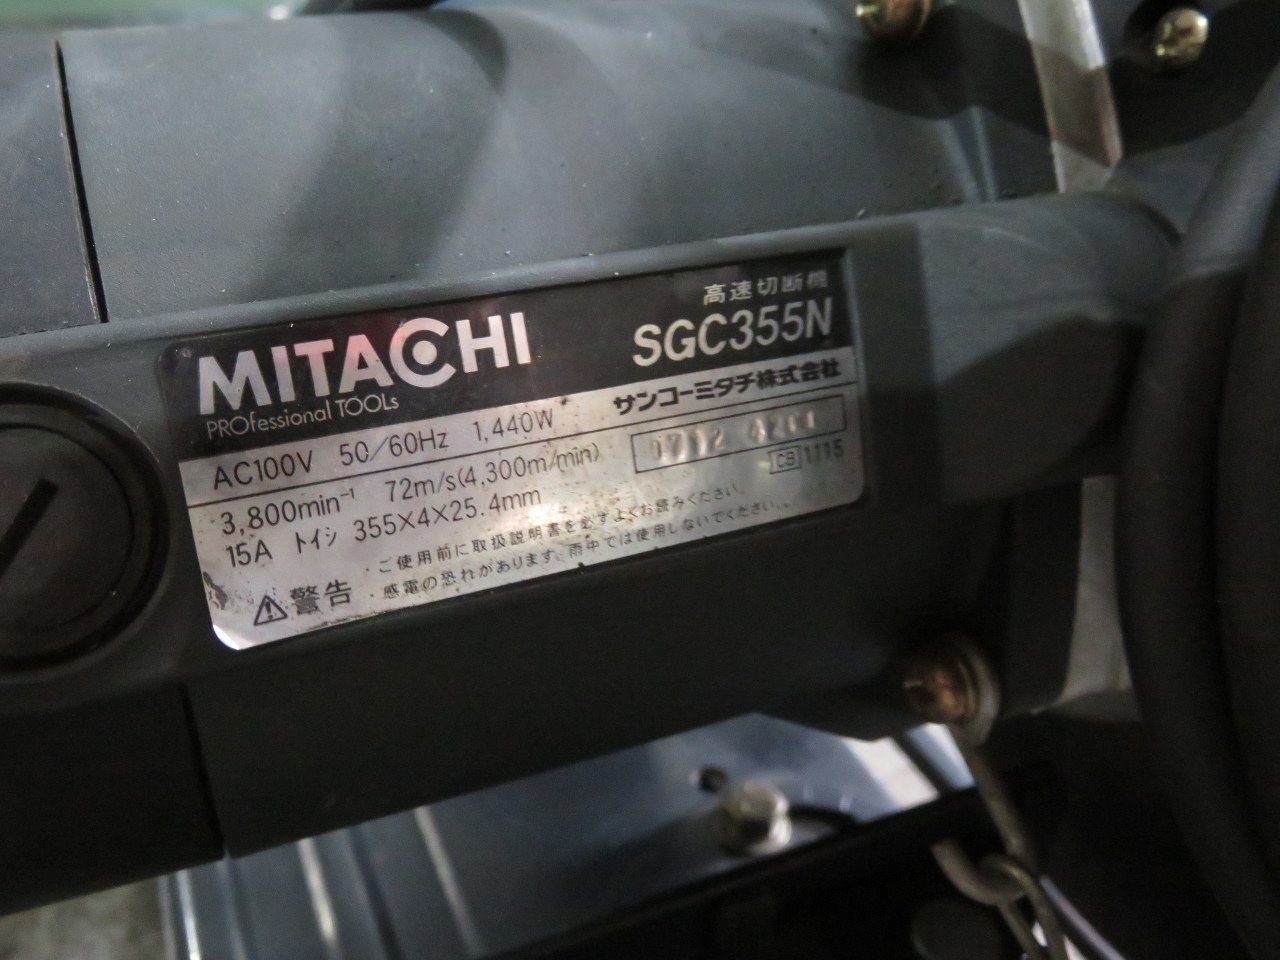 MITACHI
PROfessional TOOLs
高速切断機
SGC355N
サンコーミタチ株式会社
AC100V 50/60Hz 1,440W
3,800min⁻¹ 72m/s(4,300m/min)
15A トイシ 355×4×25.4mm
CB 1115
⚠警告
・ご使用前に取扱説明書を必ずよくお読みください。
・感電の恐れがあります。雨中では使用しないでください。